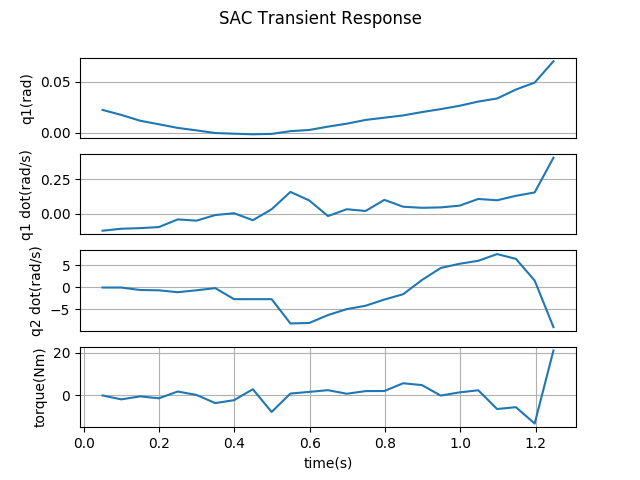 SAC Transient Response
q1(rad)
0.05
0.00
q1 dot(rad/s)
0.25
0.00
q2 dot(rad/s)
5
0
−5
torque(Nm)
20
0
0.0 0.2 0.4 0.6 0.8 1.0 1.2
time(s)